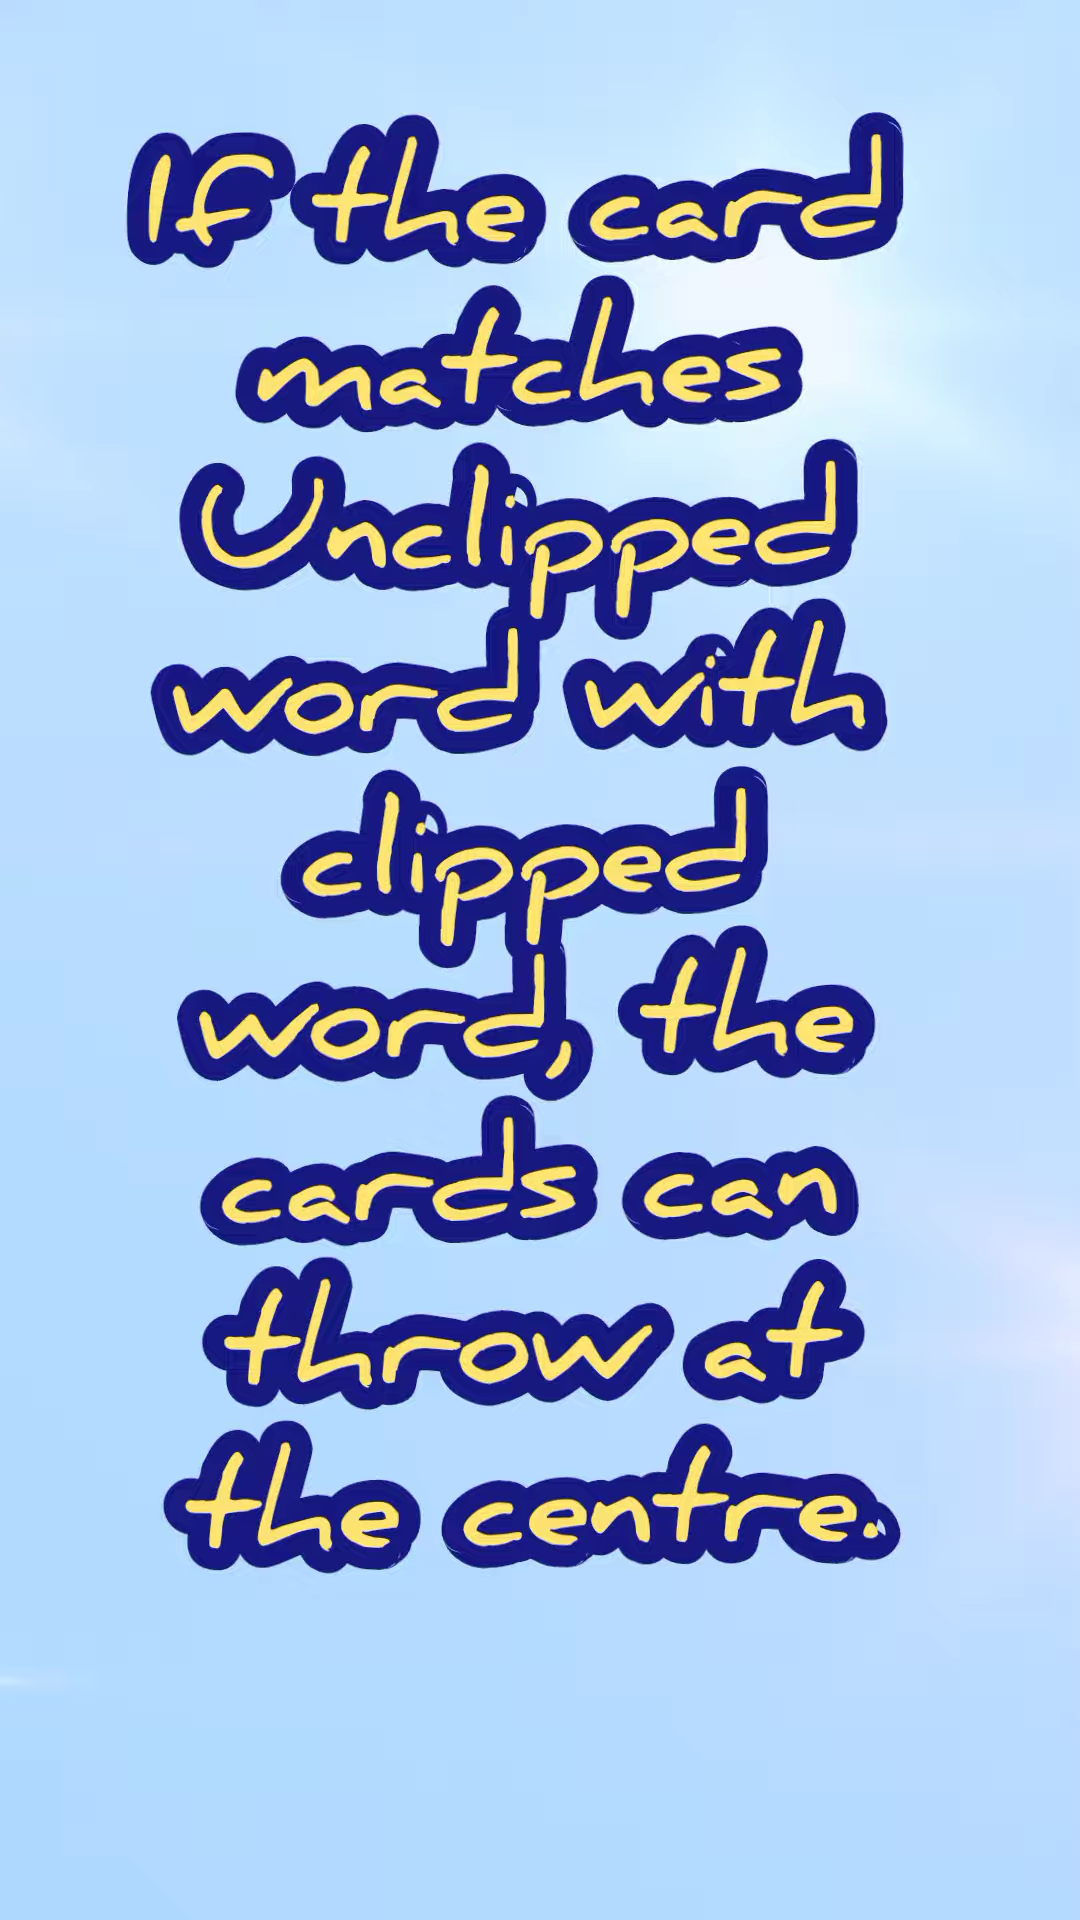 If the card
matches
Unclipped
word with
clipped
word, the
cards can
throw at
the centre.